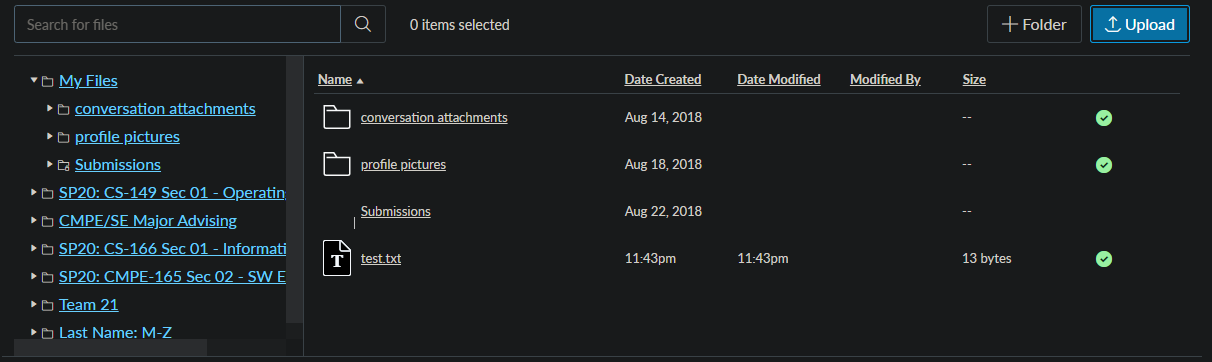 Search for files
0 items selected
Folder
Upload
My Files
conversation attachments
profile pictures
Submissions
SP20: CS-149 Sec 01 - Operating
CMPE/SE Major Advising
SP20: CS-166 Sec 01 - Informati
SP20: CMPE-165 Sec 02 - SW E
Team 21
Last Name: M-Z
Name Date Created Date Modified Modified By Size
conversation attachments Aug 14, 2018 --
profile pictures Aug 18, 2018 --
Submissions Aug 22, 2018 --
T test.txt 11:43pm 11:43pm 13 bytes